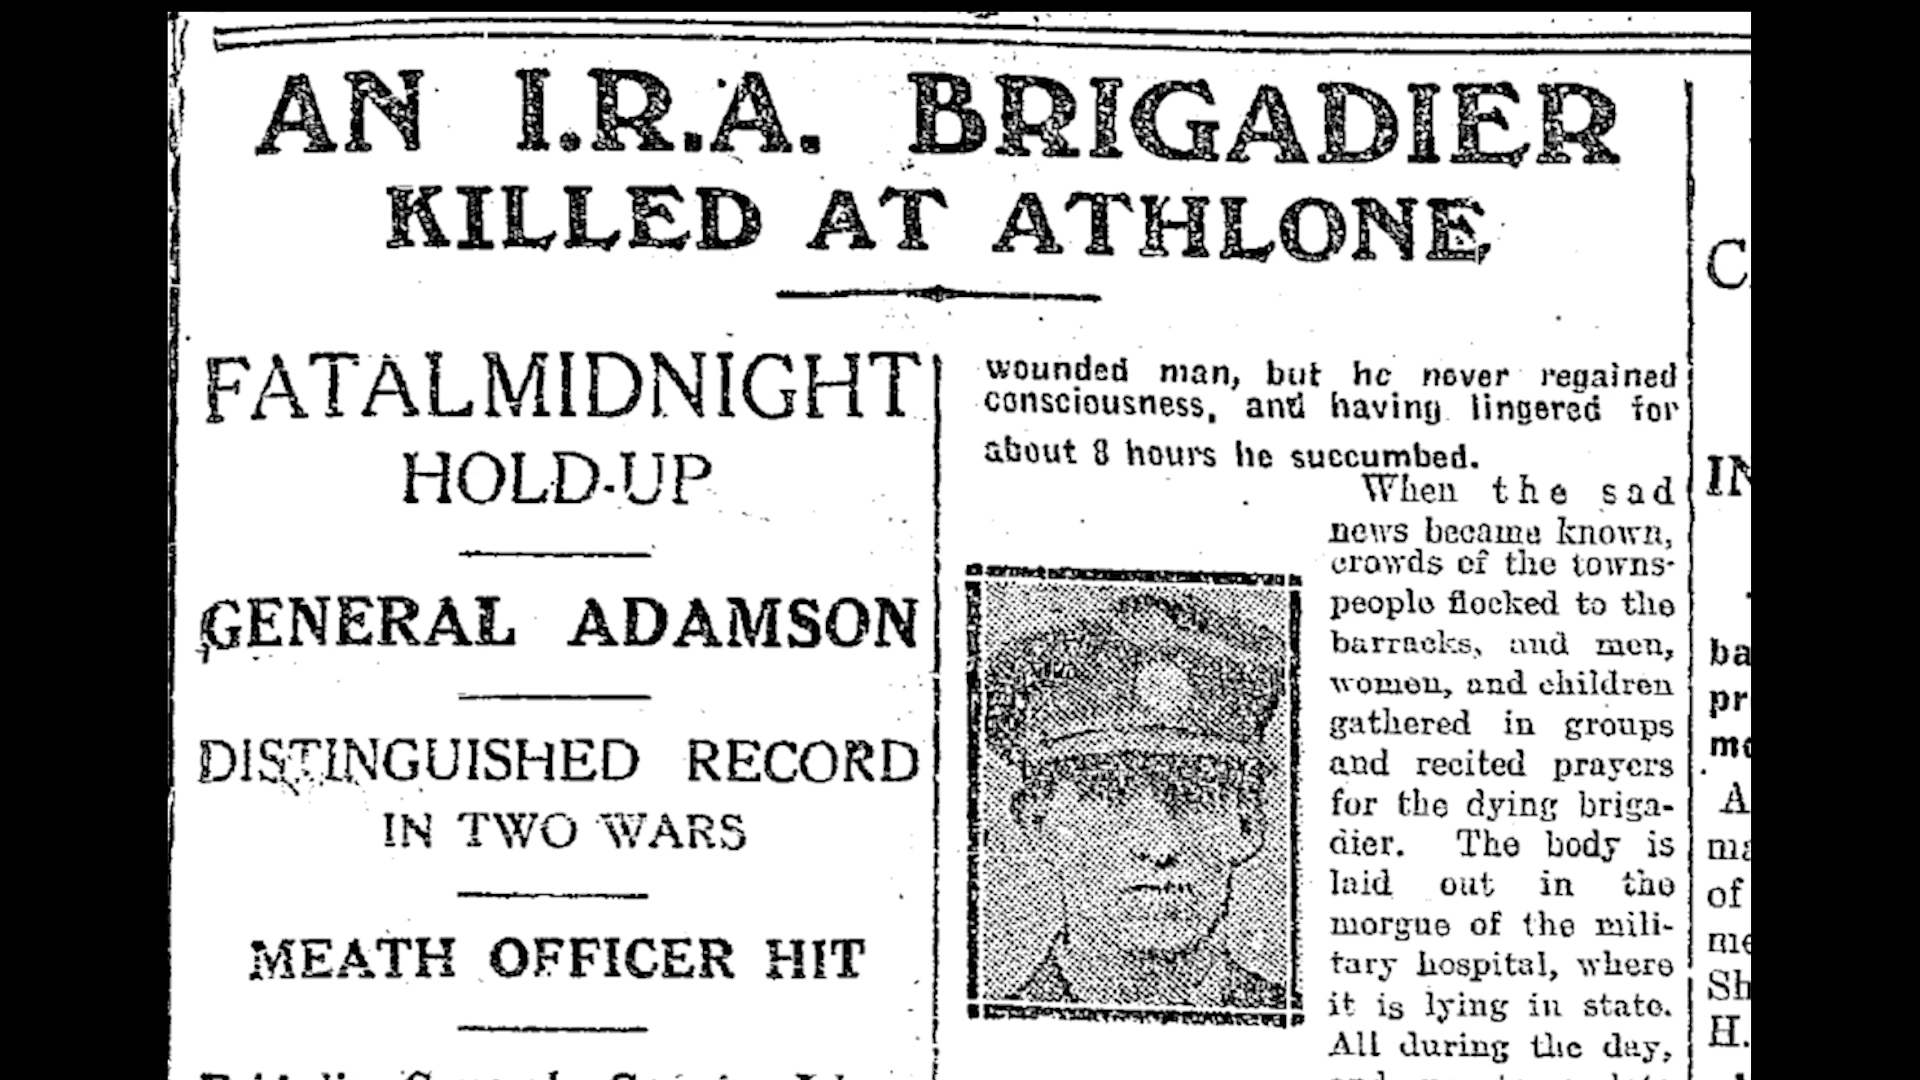 AN I.R.A. BRIGADIER
KILLED AT ATHLONE
FATAL MIDNIGHT
HOLD-UP
GENERAL ADAMSON
DISTINGUISHED RECORD
IN TWO WARS
MEATH OFFICER HIT
wounded man, but he never regained
consciousness, and having lingered for
about 8 hours he succumbed.
When the sad
news became known,
crowds of the towns-
people flocked to the
barracks, and men,
women, and children
gathered in groups
and recited prayers
for the dying briga-
dier. The body is
laid out in the
morgue of the mili-
tary hospital, where
it is lying in state.
All during the day,
C
IN
ba
pr
mo
A
ma
of
me
Sh
H.